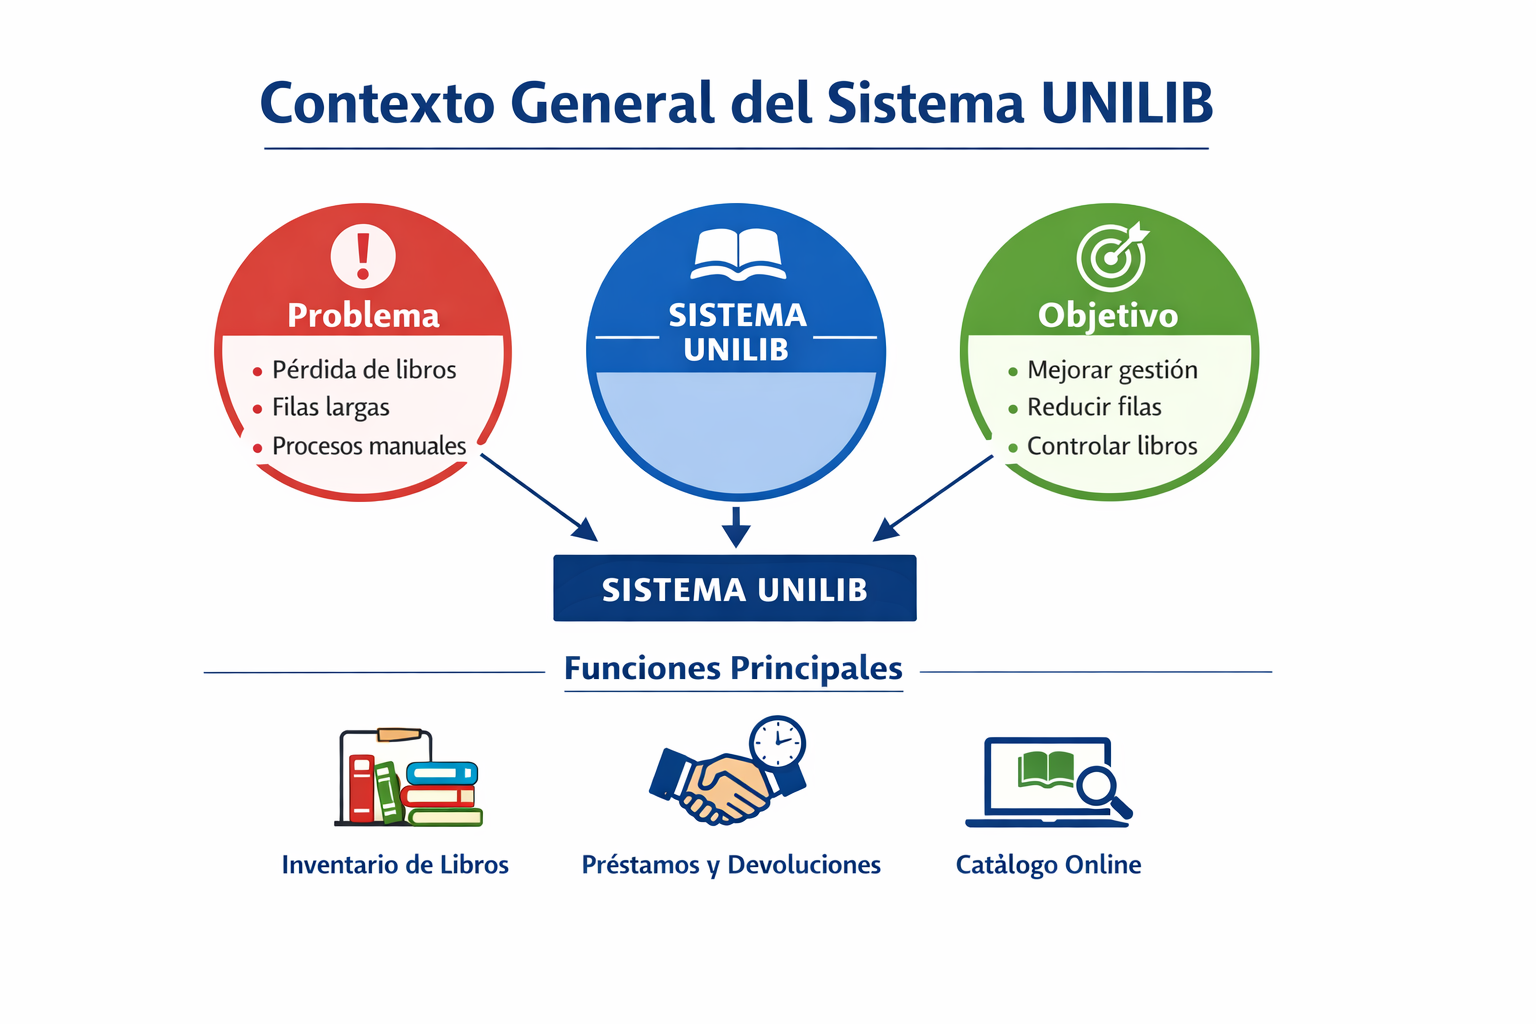 Contexto General del Sistema UNILIB
Problema
• Pérdida de libros
• Filas largas
• Procesos manuales
SISTEMA
UNILIB
Objetivo
• Mejorar gestión
• Reducir filas
• Controlar libros
SISTEMA UNILIB
Funciones Principales
Inventario de Libros
Préstamos y Devoluciones
Catálogo Online